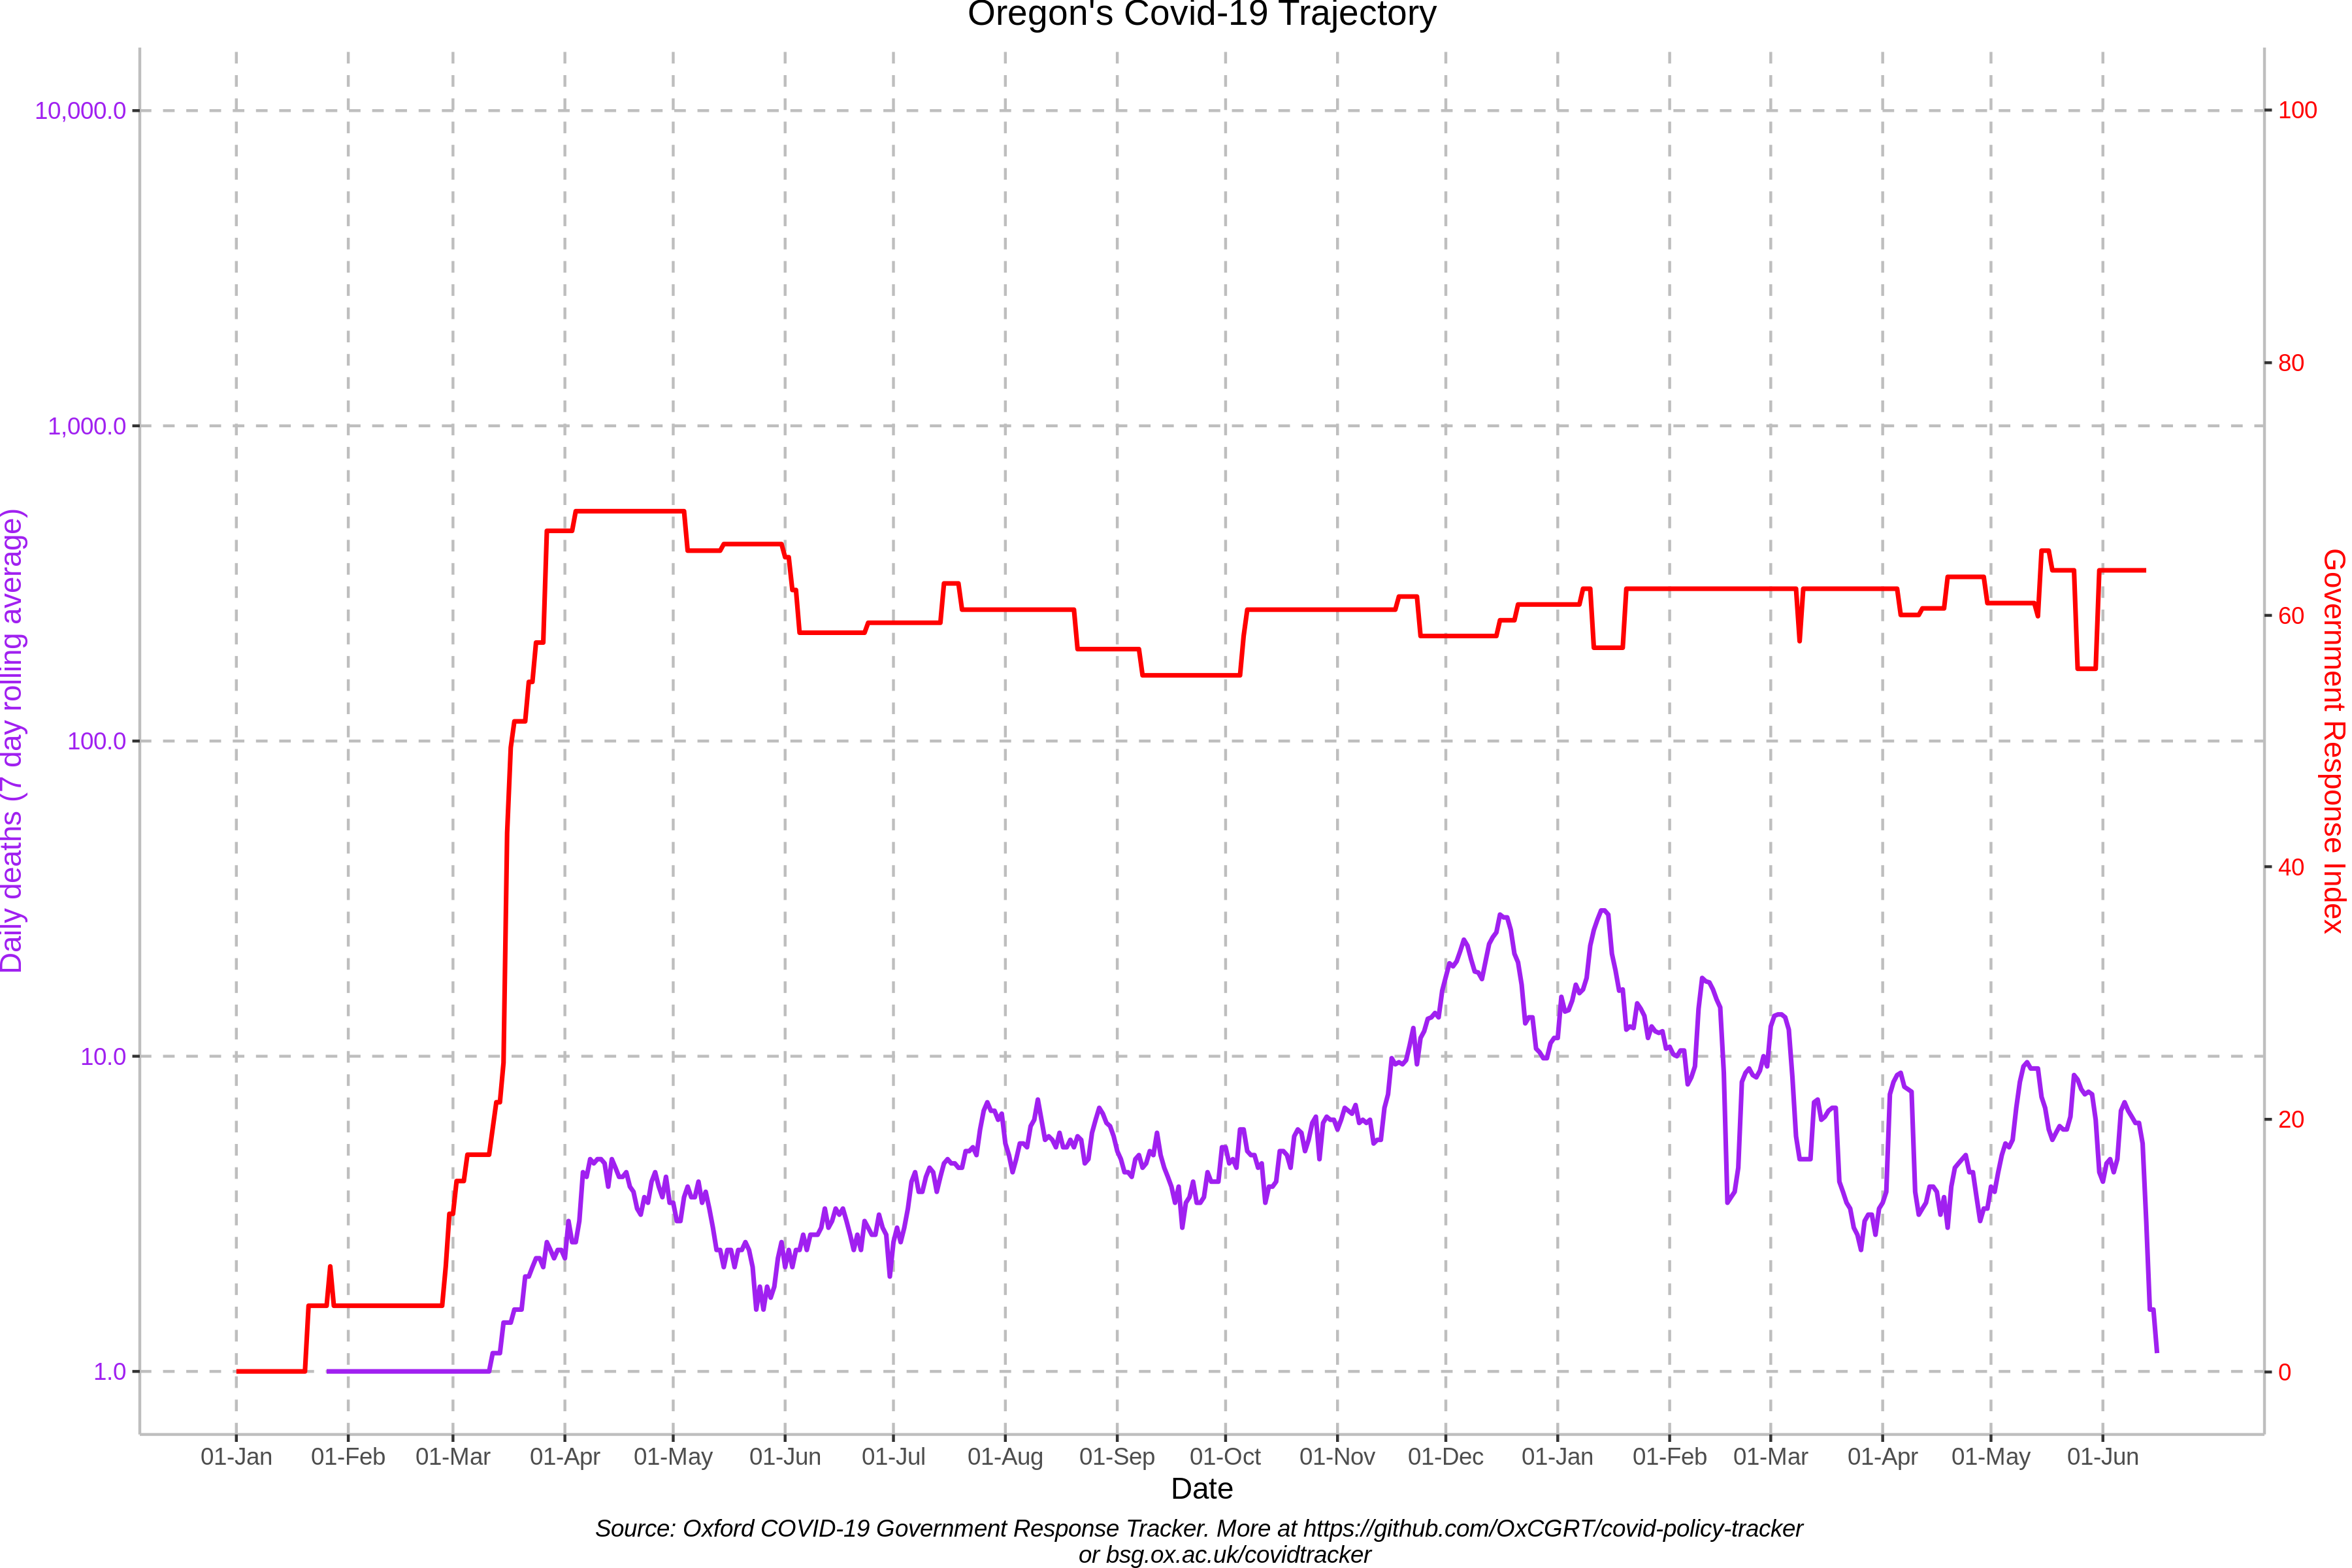 Oregon's Covid-19 Trajectory
10,000.0
1,000.0
100.0
10.0
1.0
Daily deaths (7 day rolling average)
100
80
60
40
20
0
Government Response Index
01-Jan 01-Feb 01-Mar 01-Apr 01-May 01-Jun 01-Jul 01-Aug 01-Sep 01-Oct 01-Nov 01-Dec 01-Jan 01-Feb 01-Mar 01-Apr 01-May 01-Jun
Date
Source: Oxford COVID-19 Government Response Tracker. More at https://github.com/OxCGRT/covid-policy-tracker
or bsg.ox.ac.uk/covidtracker